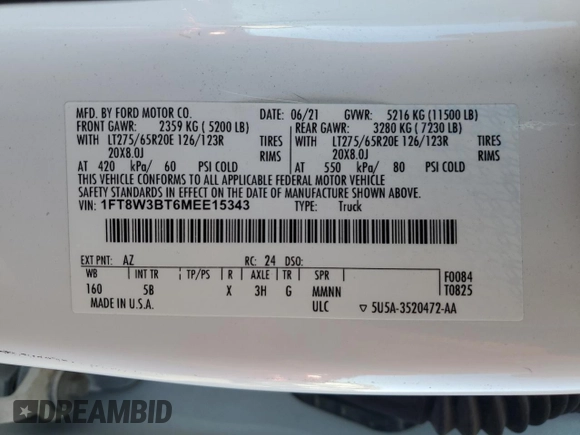 MFD. BY FORD MOTOR CO. DATE: 06/21 GVWR: 5216 KG (11500 LB)
FRONT GAWR: 2359 KG (5200 LB) REAR GAWR: 3280 KG (7230 LB)
WITH LT275/65R20E 126/123R TIRES WITH LT275/65R20E 126/123R TIRES
20X8.0J RIMS 20X8.0J RIMS
AT 420 kPa/ 60 PSI COLD AT 550 kPa/ 80 PSI COLD
THIS VEHICLE CONFORMS TO ALL APPLICABLE FEDERAL MOTOR VEHICLE
SAFETY STANDARDS IN EFFECT ON THE DATE OF MANUFACTURE SHOWN ABOVE.
VIN: 1FT8W3BT6MEE15343 TYPE: Truck
EXT PNT: AZ RC: 24 DSO:
WB INT TR TP/PS R AXLE TR SPR F0084
160 5B X 3H G MMNN T0825
MADE IN U.S.A. ULC ▽ 5U5A-3520472-AA
DREAMBID